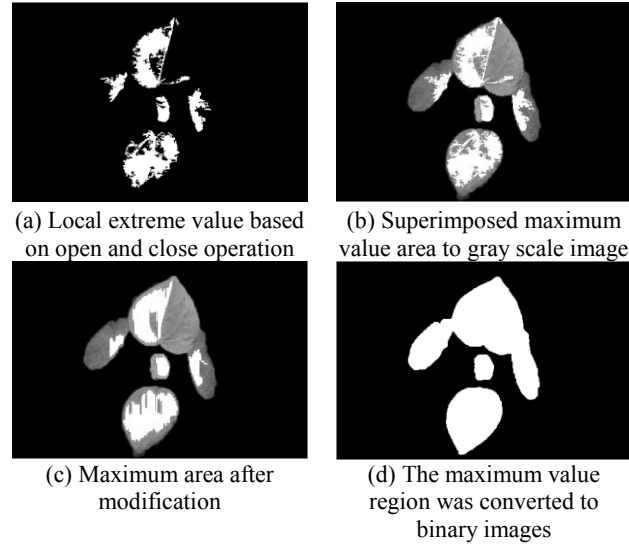 (a) Local extreme value based
on open and close operation
(b) Superimposed maximum
value area to gray scale image
(c) Maximum area after
modification
(d) The maximum value
region was converted to
binary images